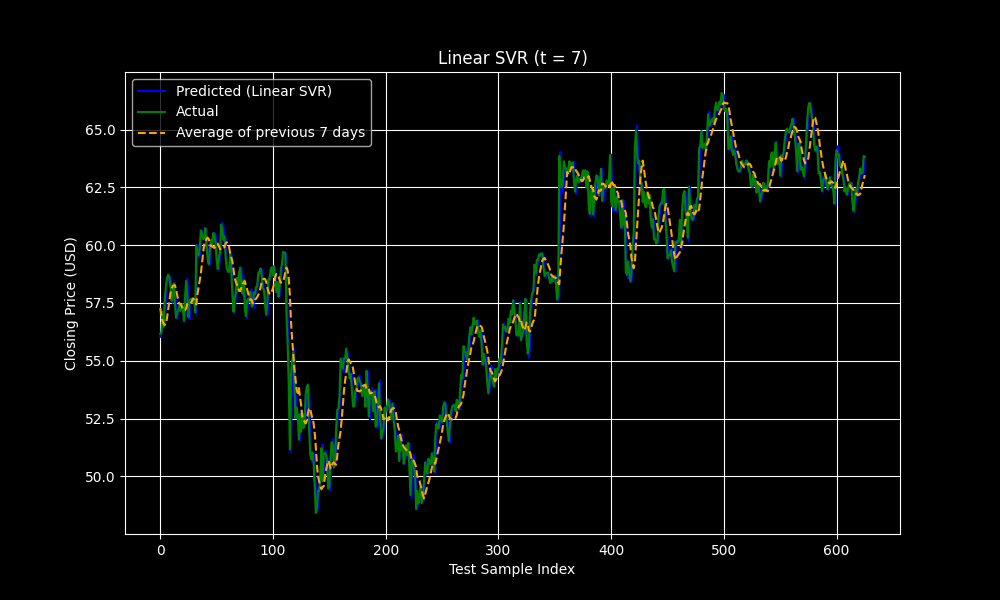 Linear SVR (t = 7)
Predicted (Linear SVR)
Actual
Average of previous 7 days
Closing Price (USD)
65.0
62.5
60.0
57.5
55.0
52.5
50.0
0 100 200 300 400 500 600
Test Sample Index